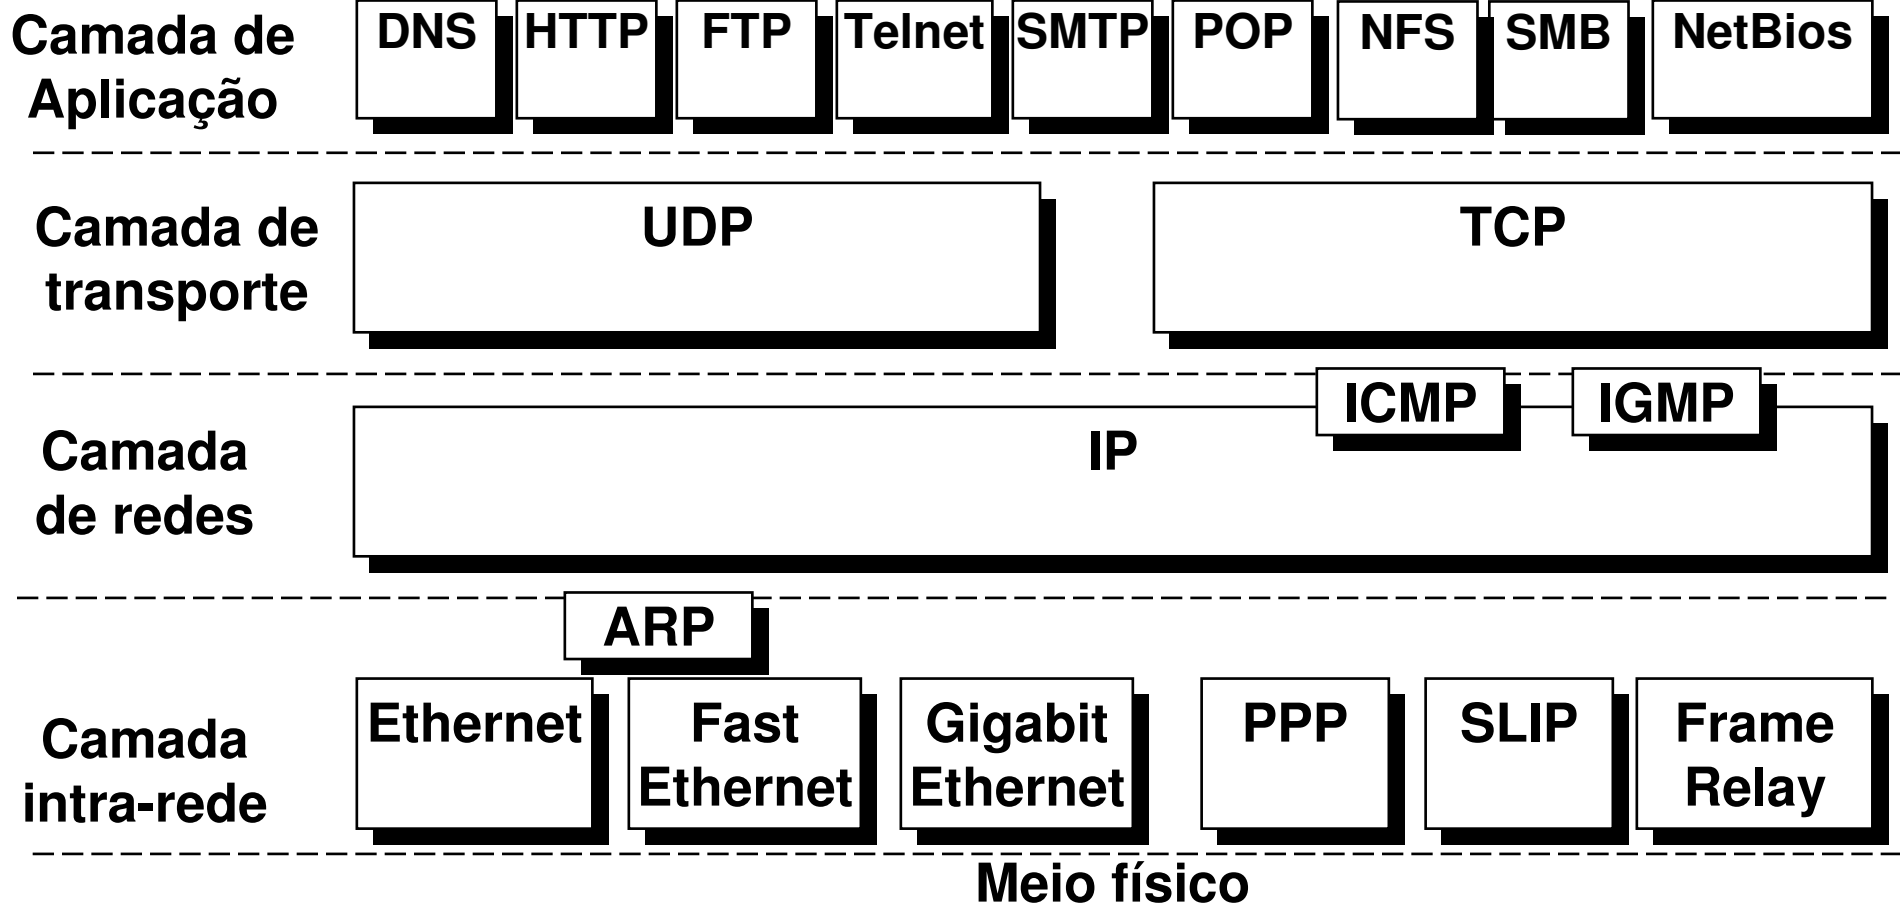 Camada de
Aplicação
DNS HTTP FTP Telnet SMTP POP NFS SMB NetBios
Camada de
transporte
UDP TCP
ICMP IGMP
Camada
de redes
IP
ARP
Camada
intra-rede
Ethernet
Fast
Ethernet
Gigabit
Ethernet
PPP
SLIP
Frame
Relay
Meio físico